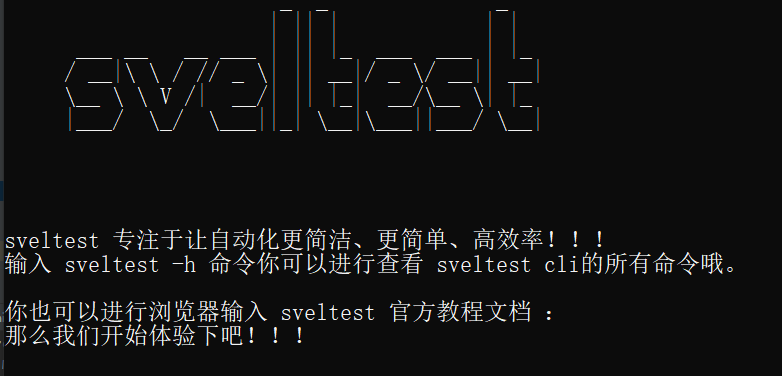 sveltest
sveltest 专注于让自动化更简洁、更简单、高效率！！！
输入 sveltest -h 命令你可以进行查看 sveltest cli的所有命令哦。
你也可以进行浏览器输入 sveltest 官方教程文档 ：
那么我们开始体验下吧！！！